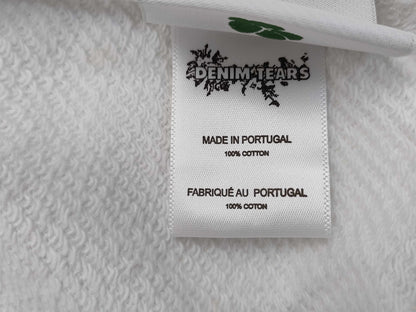 DENIM TEARS
MADE IN PORTUGAL
100% COTTON
FABRIQUÉ AU PORTUGAL
100% COTON